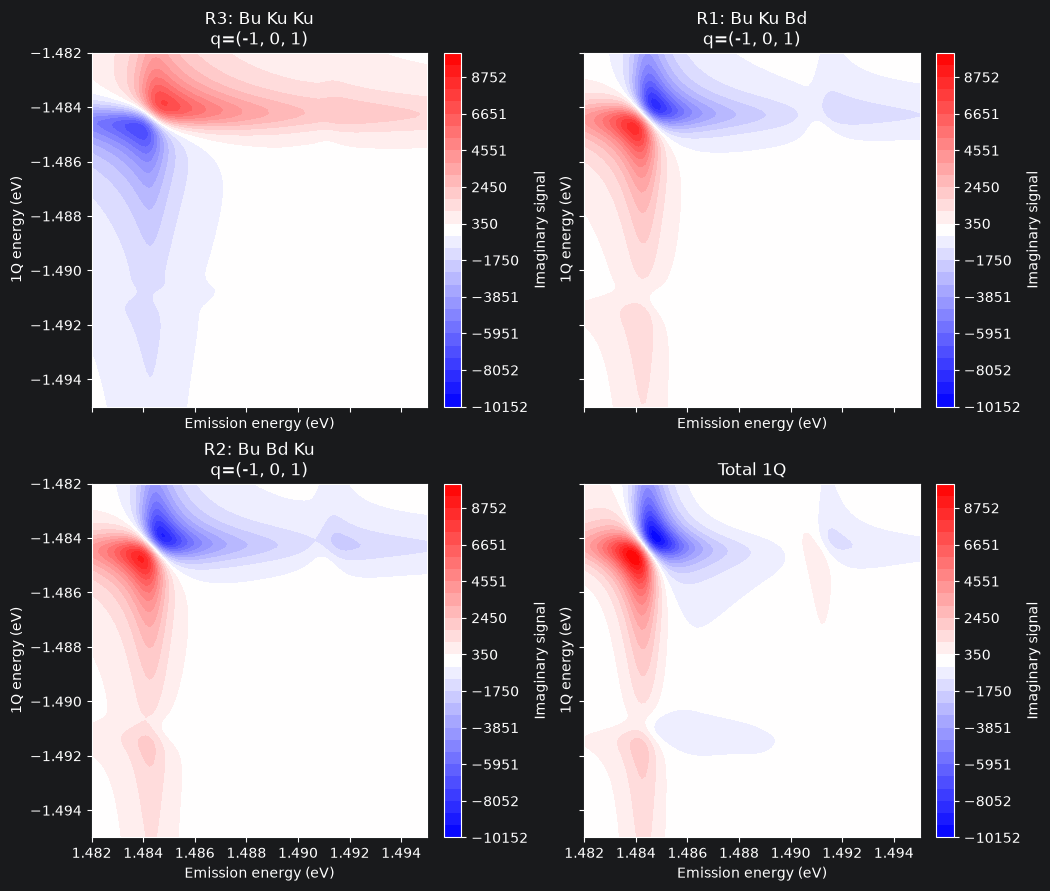 R3: Bu Ku Ku
q=(-1, 0, 1)
1Q energy (eV)
−1.482
−1.484
−1.486
−1.488
−1.490
−1.492
−1.494
Emission energy (eV)
8752
6651
4551
2450
350
−1750
−3851
−5951
−8052
−10152
Imaginary signal
R1: Bu Ku Bd
q=(-1, 0, 1)
1Q energy (eV)
Emission energy (eV)
8752
6651
4551
2450
350
−1750
−3851
−5951
−8052
−10152
Imaginary signal
R2: Bu Bd Ku
q=(-1, 0, 1)
1Q energy (eV)
−1.482
−1.484
−1.486
−1.488
−1.490
−1.492
−1.494
1.482 1.484 1.486 1.488 1.490 1.492 1.494
Emission energy (eV)
8752
6651
4551
2450
350
−1750
−3851
−5951
−8052
−10152
Imaginary signal
Total 1Q
1Q energy (eV)
1.482 1.484 1.486 1.488 1.490 1.492 1.494
Emission energy (eV)
8752
6651
4551
2450
350
−1750
−3851
−5951
−8052
−10152
Imaginary signal